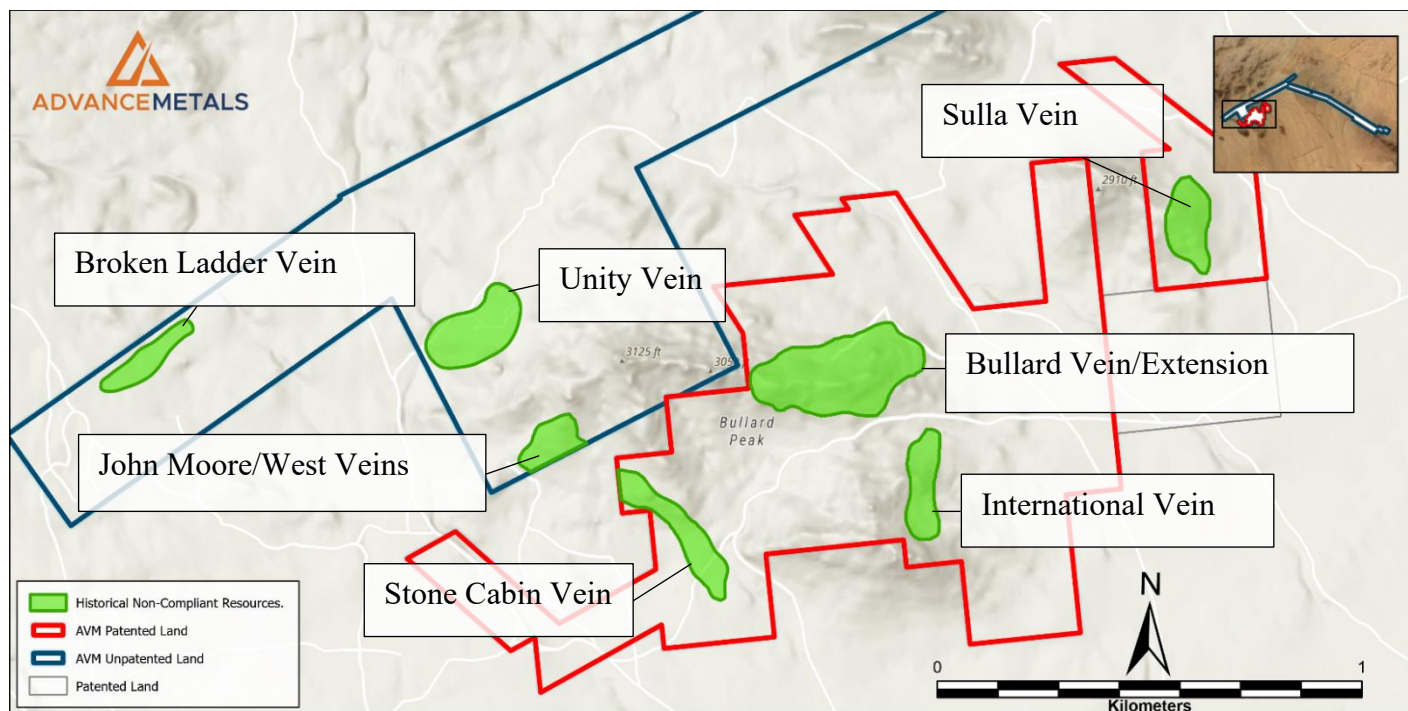 ADVANCEMETALS
Sulla Vein
2910 ft
Broken Ladder Vein
Unity Vein
3125 ft
Bullard Vein/Extension
Bullard
Peak
John Moore/West Veins
International Vein
Stone Cabin Vein
Historical Non-Compliant Resources.
AVM Patented Land
AVM Unpatented Land
Patented Land
N
0 1
Kilometers